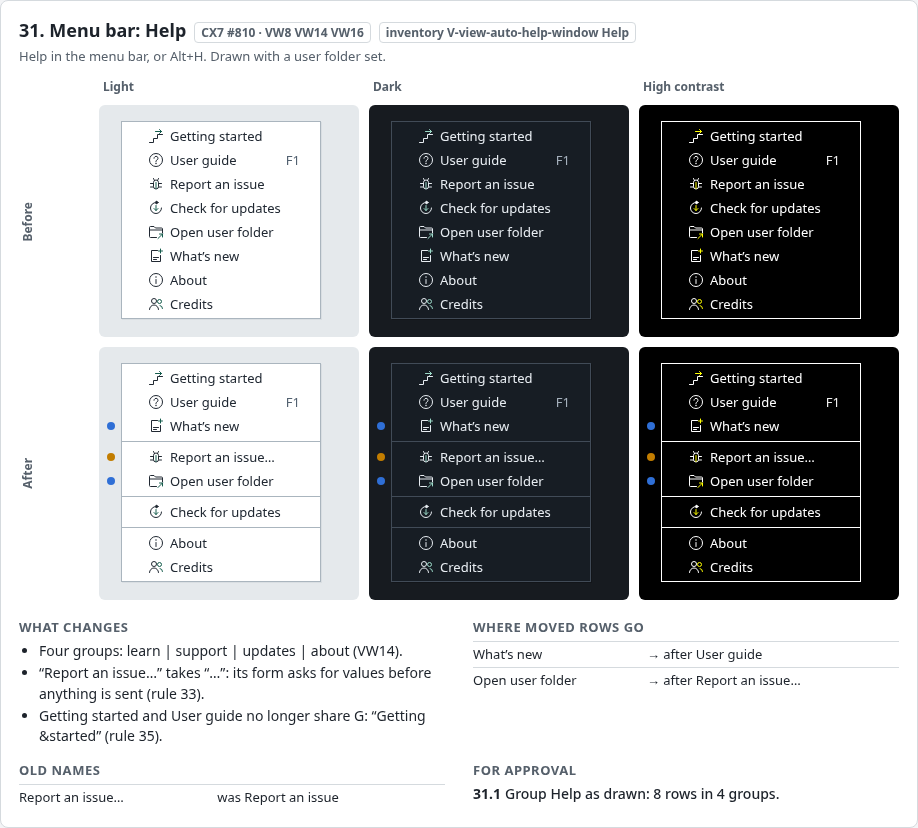 31. Menu bar: Help CX7 #810 · VW8 VW14 VW16 inventory V-view-auto-help-window Help
Help in the menu bar, or Alt+H. Drawn with a user folder set.
Light Dark High contrast
Before
Getting started
User guide F1
Report an issue
Check for updates
Open user folder
What’s new
About
Credits
Getting started
User guide F1
Report an issue
Check for updates
Open user folder
What’s new
About
Credits
Getting started
User guide F1
Report an issue
Check for updates
Open user folder
What’s new
About
Credits
After
Getting started
User guide F1
What’s new
Report an issue…
Open user folder
Check for updates
About
Credits
Getting started
User guide F1
What’s new
Report an issue…
Open user folder
Check for updates
About
Credits
Getting started
User guide F1
What’s new
Report an issue…
Open user folder
Check for updates
About
Credits
WHAT CHANGES
• Four groups: learn | support | updates | about (VW14).
• “Report an issue…” takes “…”: its form asks for values before
anything is sent (rule 33).
• Getting started and User guide no longer share G: “Getting
&started” (rule 35).
WHERE MOVED ROWS GO
What’s new → after User guide
Open user folder → after Report an issue…
OLD NAMES
Report an issue… was Report an issue
FOR APPROVAL
31.1 Group Help as drawn: 8 rows in 4 groups.